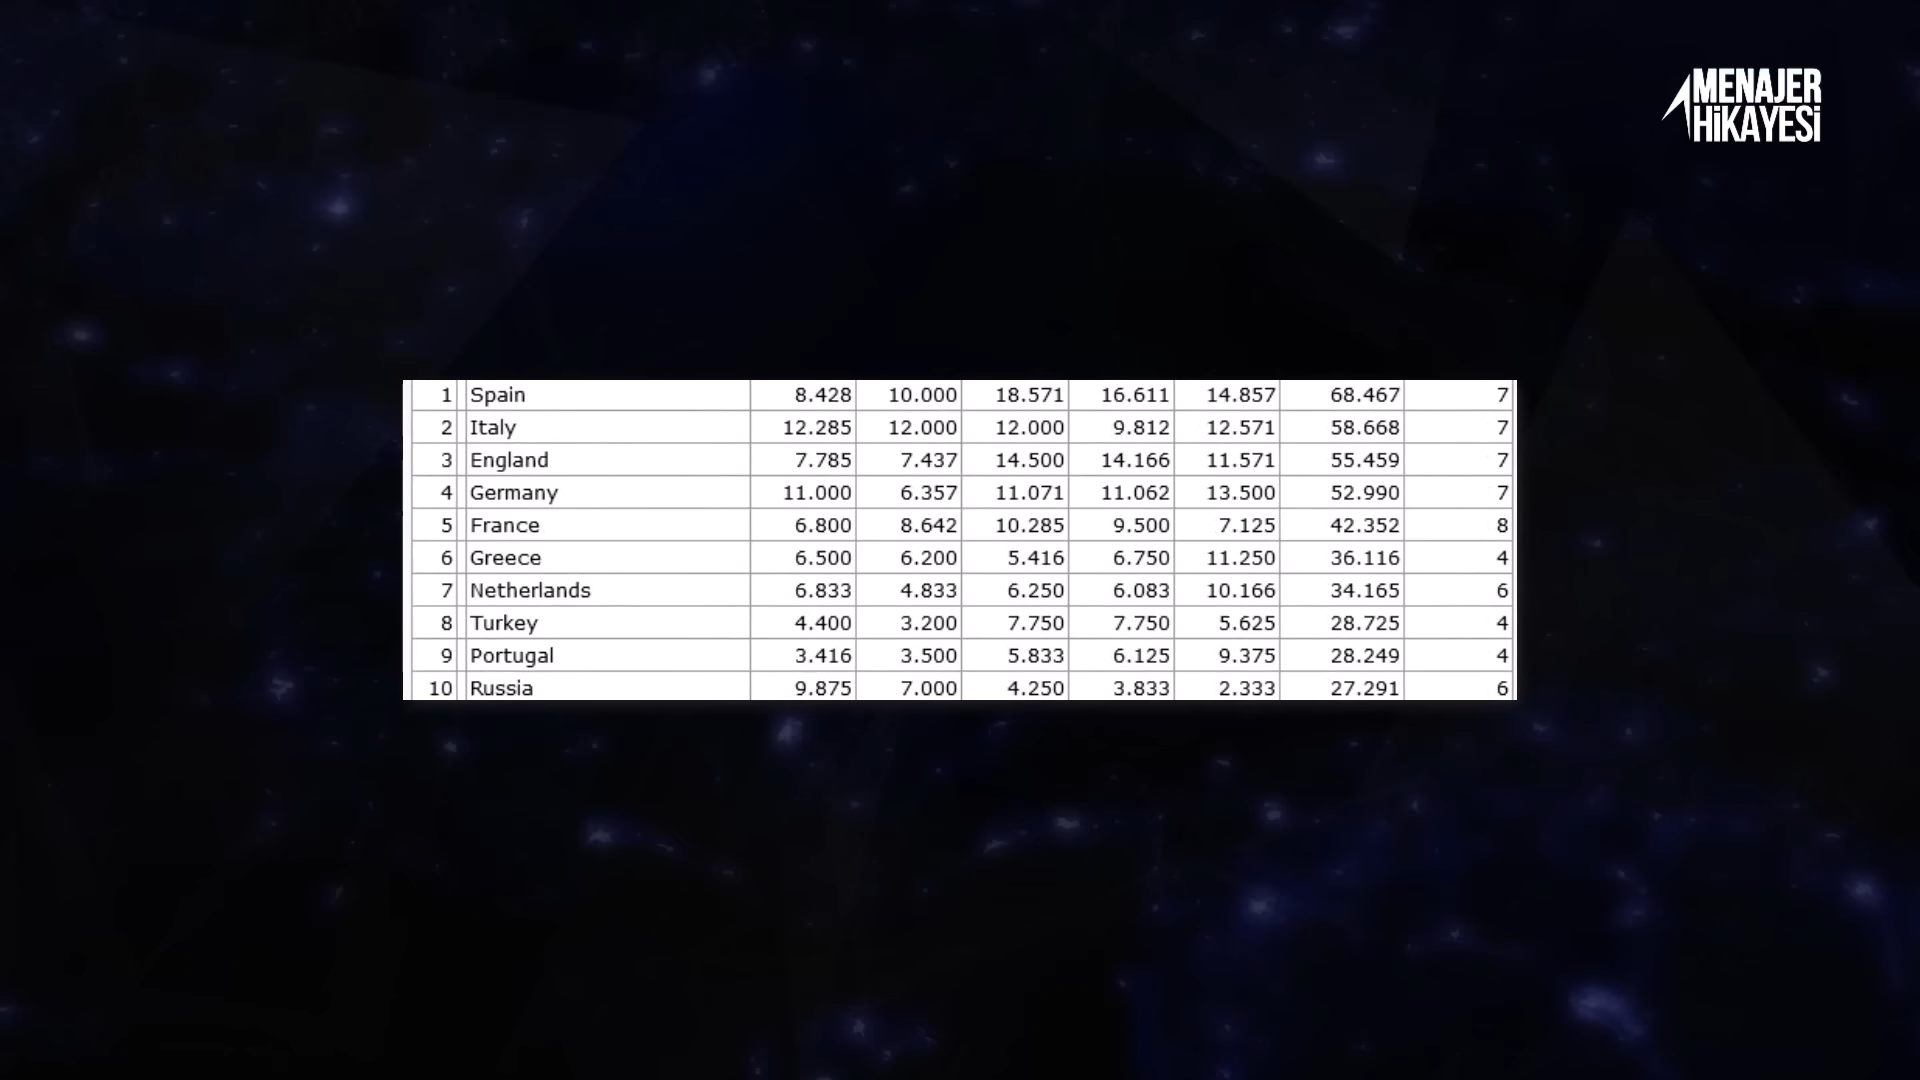 MENAJER
HiKAYESi
1 Spain 8.428 10.000 18.571 16.611 14.857 68.467 7
2 Italy 12.285 12.000 12.000 9.812 12.571 58.668 7
3 England 7.785 7.437 14.500 14.166 11.571 55.459 7
4 Germany 11.000 6.357 11.071 11.062 13.500 52.990 7
5 France 6.800 8.642 10.285 9.500 7.125 42.352 8
6 Greece 6.500 6.200 5.416 6.750 11.250 36.116 4
7 Netherlands 6.833 4.833 6.250 6.083 10.166 34.165 6
8 Turkey 4.400 3.200 7.750 7.750 5.625 28.725 4
9 Portugal 3.416 3.500 5.833 6.125 9.375 28.249 4
10 Russia 9.875 7.000 4.250 3.833 2.333 27.291 6